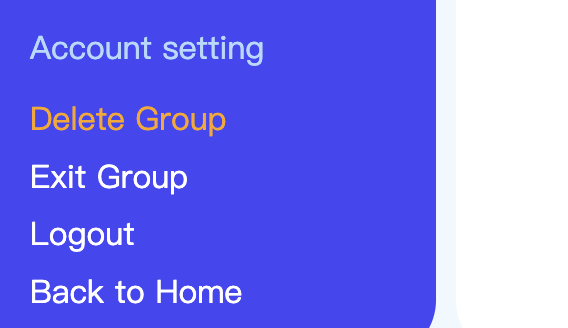 Account setting
Delete Group
Exit Group
Logout
Back to Home